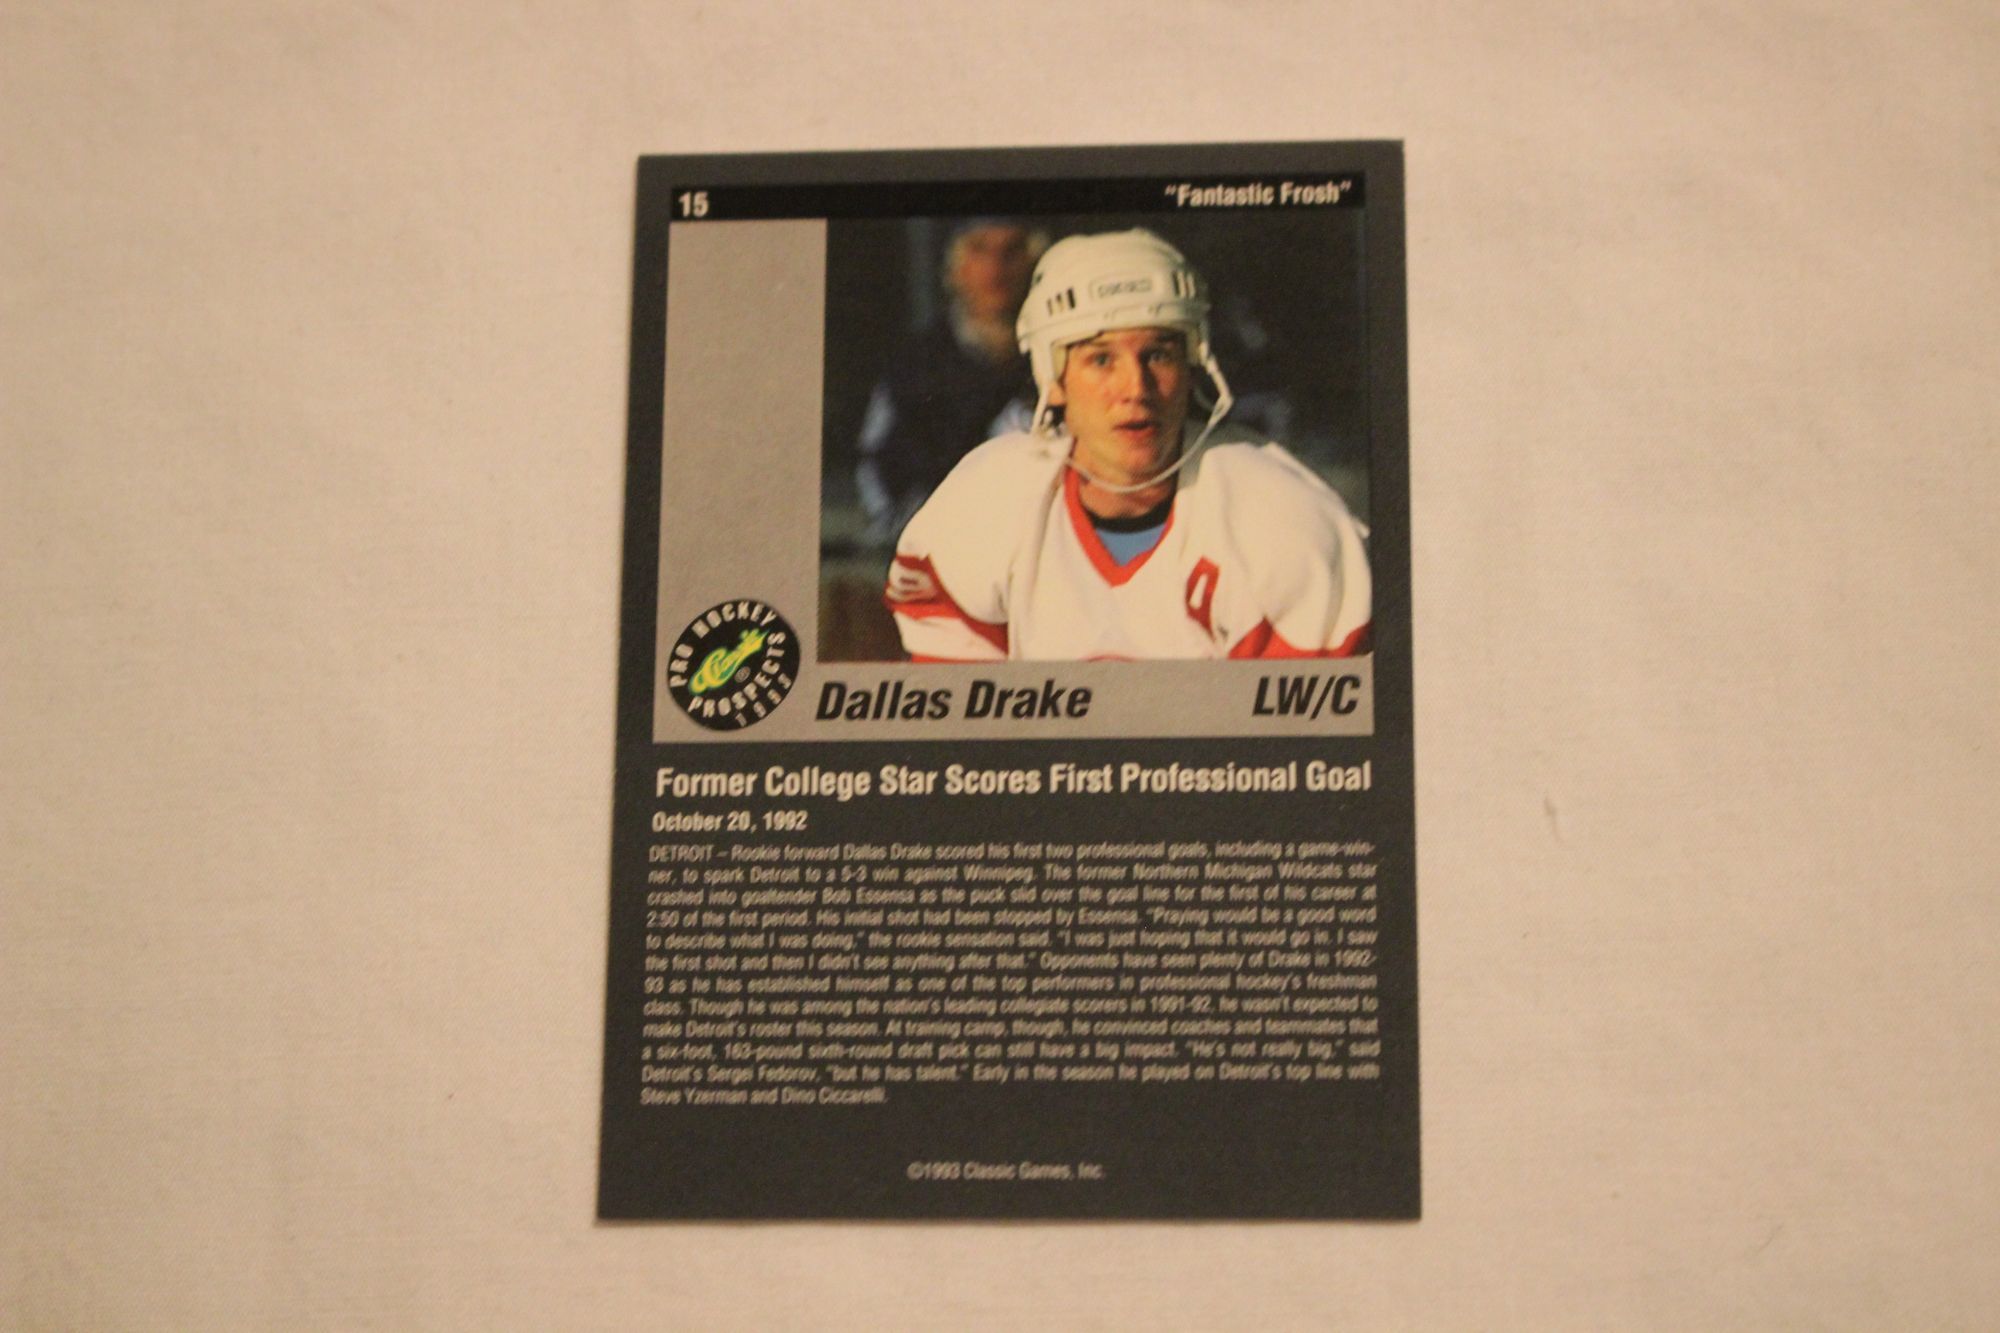 15
"Fantastic Frosh"
PRO HOCKEY PROSPECTS 1993
Classic
®
Dallas Drake
LW/C
Former College Star Scores First Professional Goal
October 20, 1992
DETROIT – Rookie forward Dallas Drake scored his first two professional goals, including a game-win-
ner, to spark Detroit to a 5-3 win against Winnipeg. The former Northern Michigan Wildcats star
crashed into goaltender Bob Essensa as the puck slid over the goal line for the first of his career at
2:50 of the first period. His initial shot had been stopped by Essensa. "Praying would be a good word
to describe what I was doing," the rookie sensation said. "I was just hoping that it would go in. I saw
the first shot and then I didn't see anything after that." Opponents have seen plenty of Drake in 1992-
93 as he has established himself as one of the top performers in professional hockey's freshman
class. Though he was among the nation's leading collegiate scorers in 1991-92, he wasn't expected to
make Detroit's roster this season. At training camp, though, he convinced coaches and teammates that
a six-foot, 163-pound sixth-round draft pick can still have a big impact. "He's not really big," said
Detroit's Sergei Fedorov, "but he has talent." Early in the season he played on Detroit's top line with
Steve Yzerman and Dino Ciccarelli.
©1993 Classic Games, Inc.